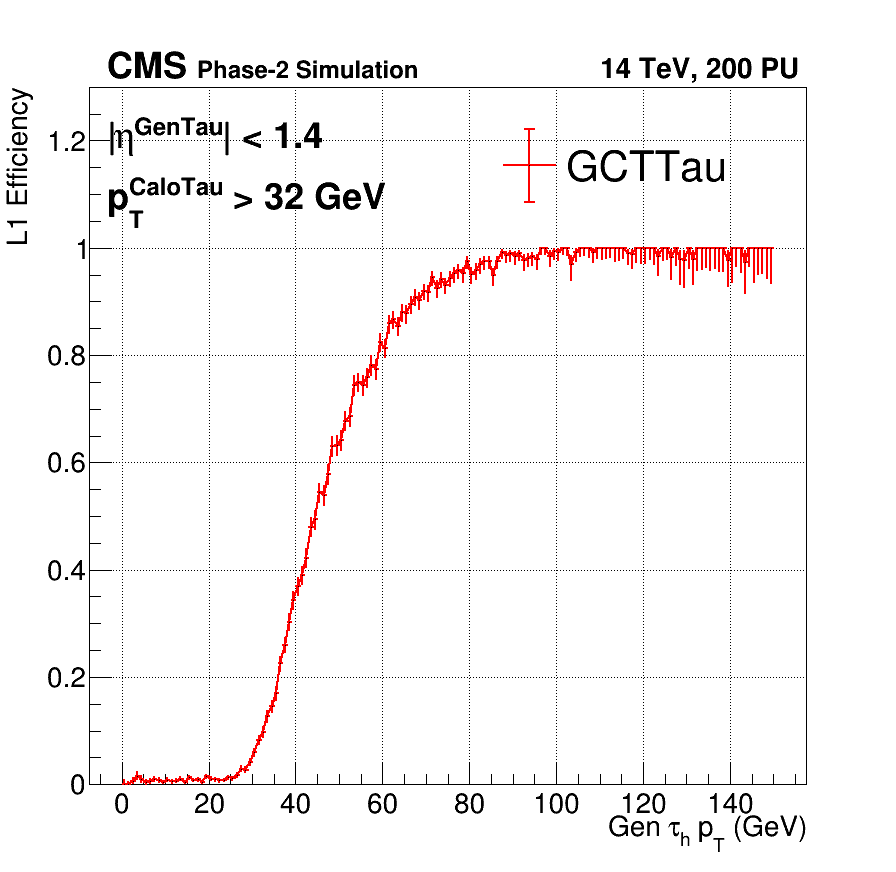 CMS Phase-2 Simulation 14 TeV, 200 PU
|η^GenTau| < 1.4
p_T^CaloTau > 32 GeV
GCTTau
L1 Efficiency
1.2
1
0.8
0.6
0.4
0.2
0
0 20 40 60 80 100 120 140
Gen τ_h p_T (GeV)